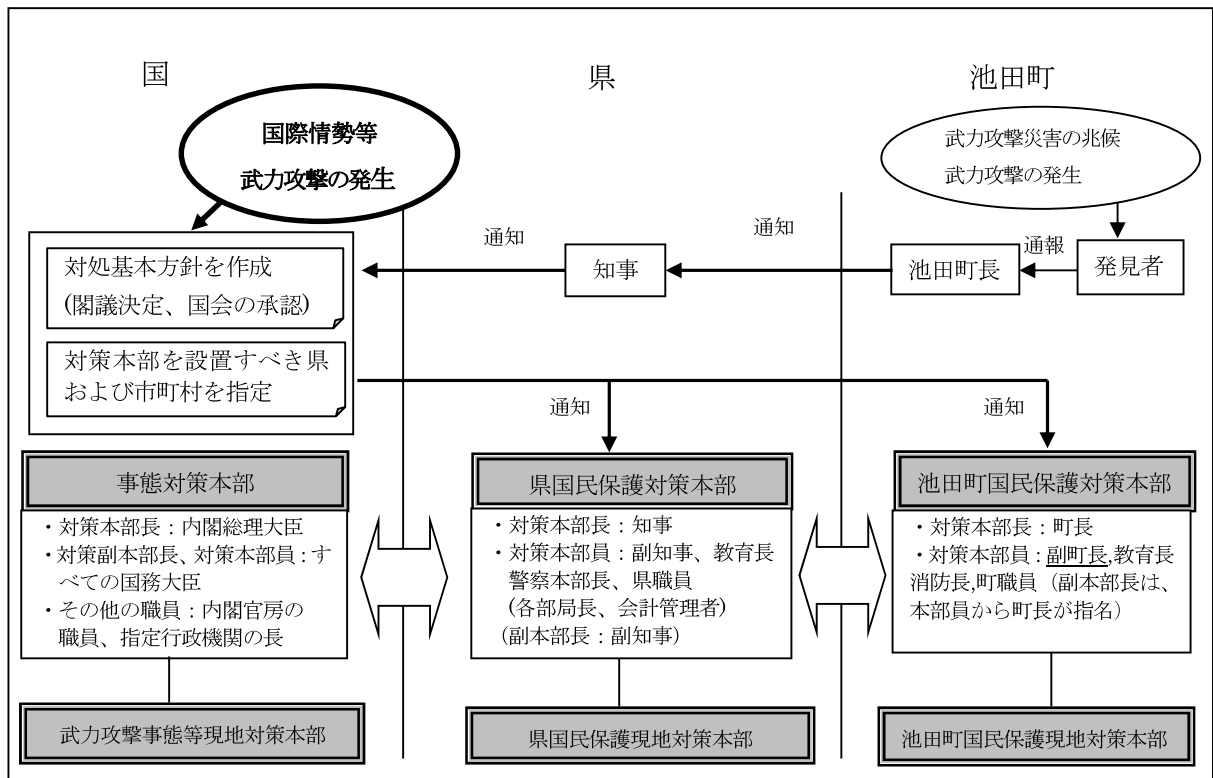 国
県
池田町
国際情勢等
武力攻撃の発生
武力攻撃災害の兆候
武力攻撃の発生
通知
通知
通報
知事
池田町長
発見者
対処基本方針を作成
(閣議決定、国会の承認)
対策本部を設置すべき県
および市町村を指定
通知
通知
事態対策本部
・対策本部長：内閣総理大臣
・対策副本部長、対策本部員：す
べての国務大臣
・その他の職員：内閣官房の
職員、指定行政機関の長
県国民保護対策本部
・対策本部長：知事
・対策本部員：副知事、教育長
警察本部長、県職員
(各部局長、会計管理者)
（副本部長：副知事）
池田町国民保護対策本部
・対策本部長：町長
・対策本部員：副町長,教育長
消防長,町職員（副本部長は、
本部員から町長が指名）
武力攻撃事態等現地対策本部
県国民保護現地対策本部
池田町国民保護現地対策本部